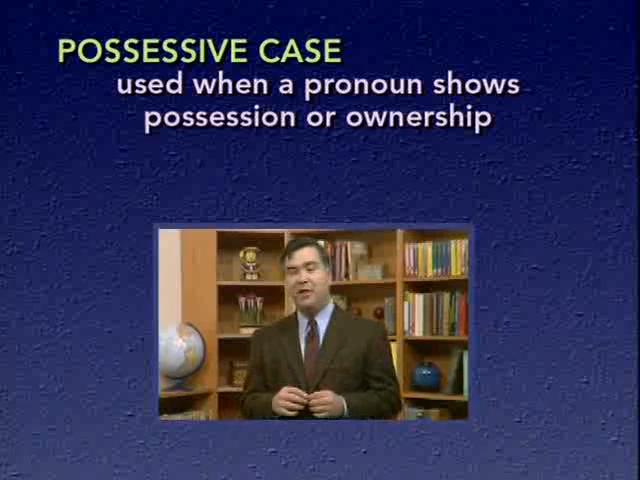 POSSESSIVE CASE
used when a pronoun shows
possession or ownership